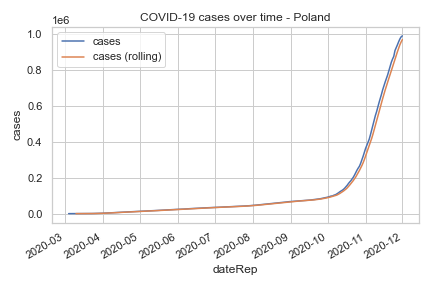 COVID-19 cases over time - Poland
1e6
cases
cases (rolling)
1.0
0.8
0.6
0.4
0.2
0.0
cases
2020-03
2020-04
2020-05
2020-06
2020-07
2020-08
2020-09
2020-10
2020-11
2020-12
dateRep